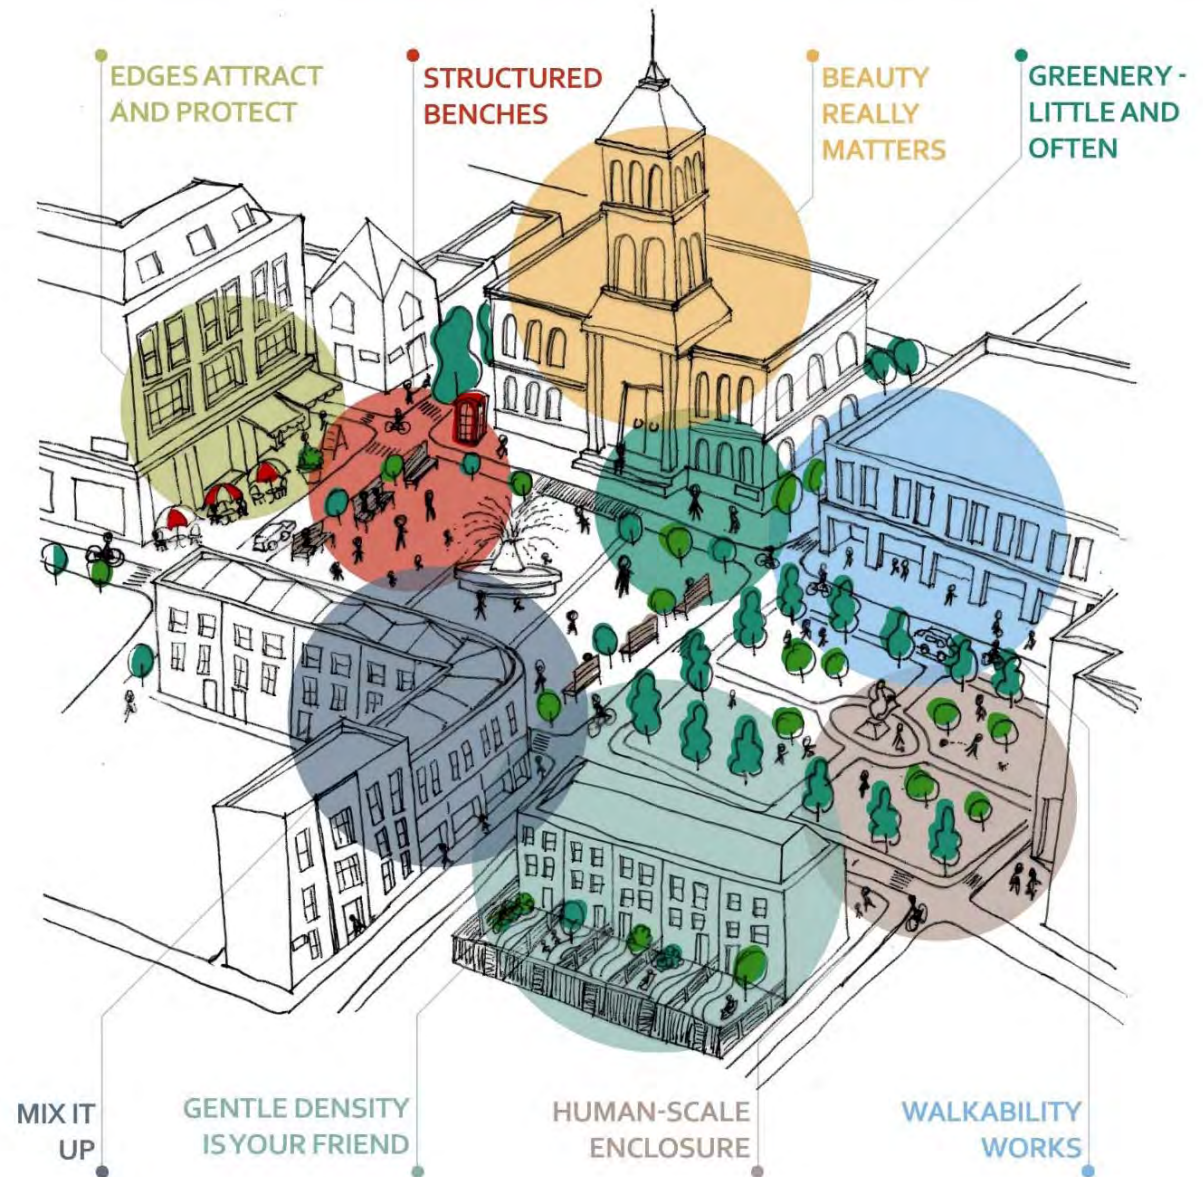 EDGES ATTRACT
AND PROTECT
STRUCTURED
BENCHES
BEAUTY
REALLY
MATTERS
GREENERY -
LITTLE AND
OFTEN
MIX IT
UP
GENTLE DENSITY
IS YOUR FRIEND
HUMAN-SCALE
ENCLOSURE
WALKABILITY
WORKS